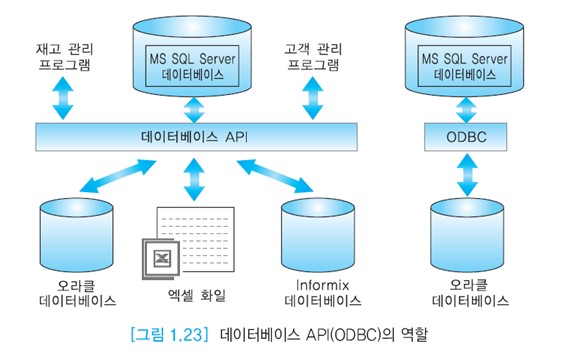 재고 관리
프로그램
MS SQL Server
데이터베이스
고객 관리
프로그램
MS SQL Server
데이터베이스
데이터베이스 API
ODBC
오라클
데이터베이스
엑셀 화일
Informix
데이터베이스
오라클
데이터베이스
[그림 1.23] 데이터베이스 API(ODBC)의 역할